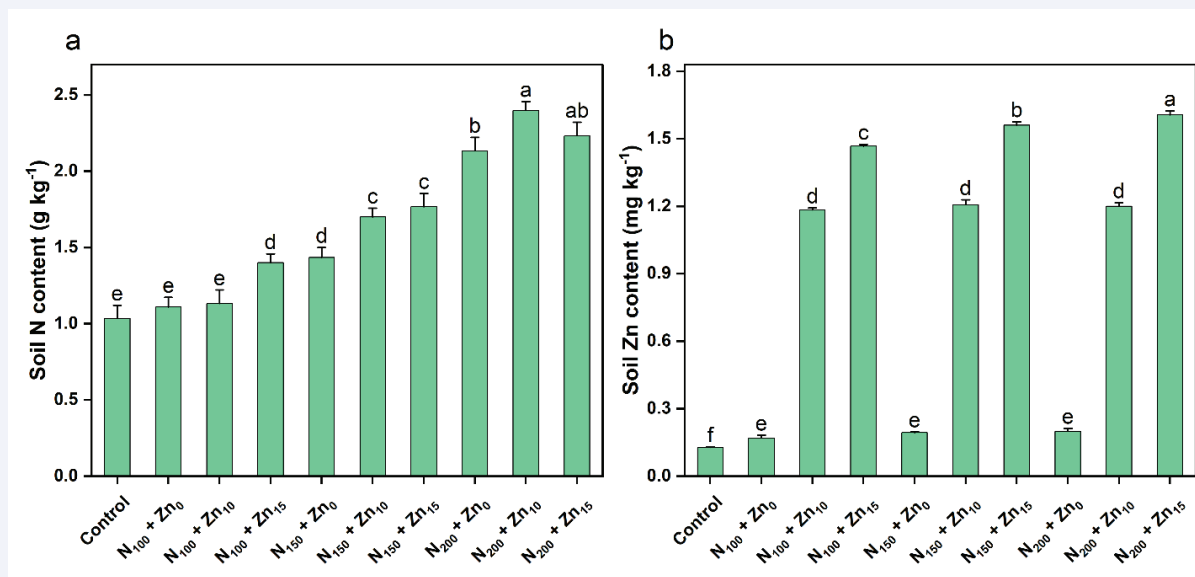 a
Soil N content (g kg⁻¹)
2.5
2.0
1.5
1.0
0.5
0.0
e e e d d c c b a ab
Control N₁₀₀ + Zn₀ N₁₀₀ + Zn₁₀ N₁₀₀ + Zn₁₅ N₁₅₀ + Zn₀ N₁₅₀ + Zn₁₀ N₁₅₀ + Zn₁₅ N₂₀₀ + Zn₀ N₂₀₀ + Zn₁₀ N₂₀₀ + Zn₁₅
b
Soil Zn content (mg kg⁻¹)
1.8
1.5
1.2
0.9
0.6
0.3
0.0
f e d c e d b e d a
Control N₁₀₀ + Zn₀ N₁₀₀ + Zn₁₀ N₁₀₀ + Zn₁₅ N₁₅₀ + Zn₀ N₁₅₀ + Zn₁₀ N₁₅₀ + Zn₁₅ N₂₀₀ + Zn₀ N₂₀₀ + Zn₁₀ N₂₀₀ + Zn₁₅